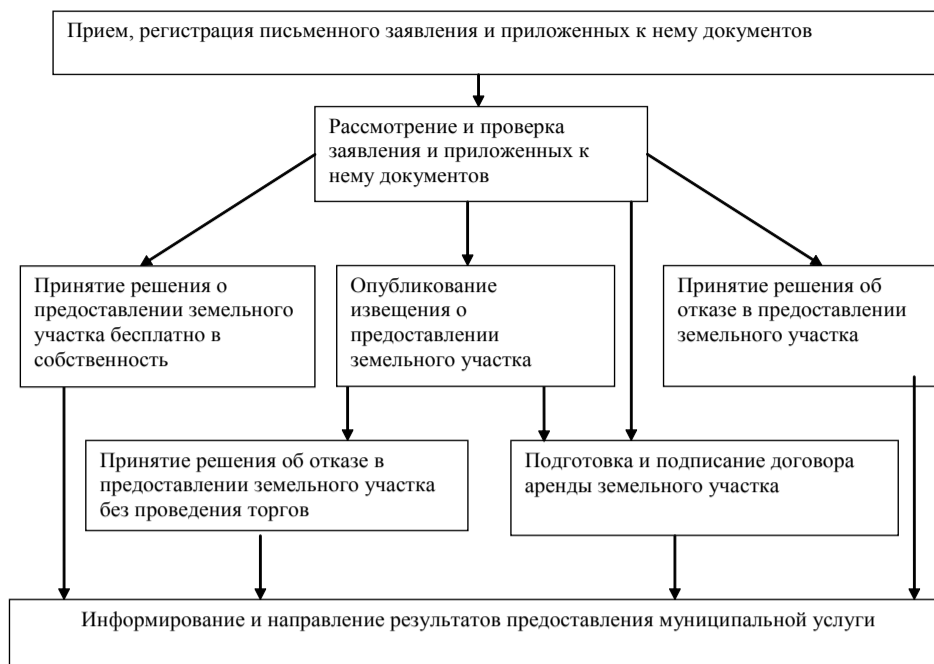 Прием, регистрация письменного заявления и приложенных к нему документов
Рассмотрение и проверка
заявления и приложенных к
нему документов
Принятие решения о
предоставлении земельного
участка бесплатно в
собственность
Опубликование
извещения о
предоставлении
земельного участка
Принятие решения об
отказе в предоставлении
земельного участка
Принятие решения об отказе в
предоставлении земельного участка
без проведения торгов
Подготовка и подписание договора
аренды земельного участка
Информирование и направление результатов предоставления муниципальной услуги